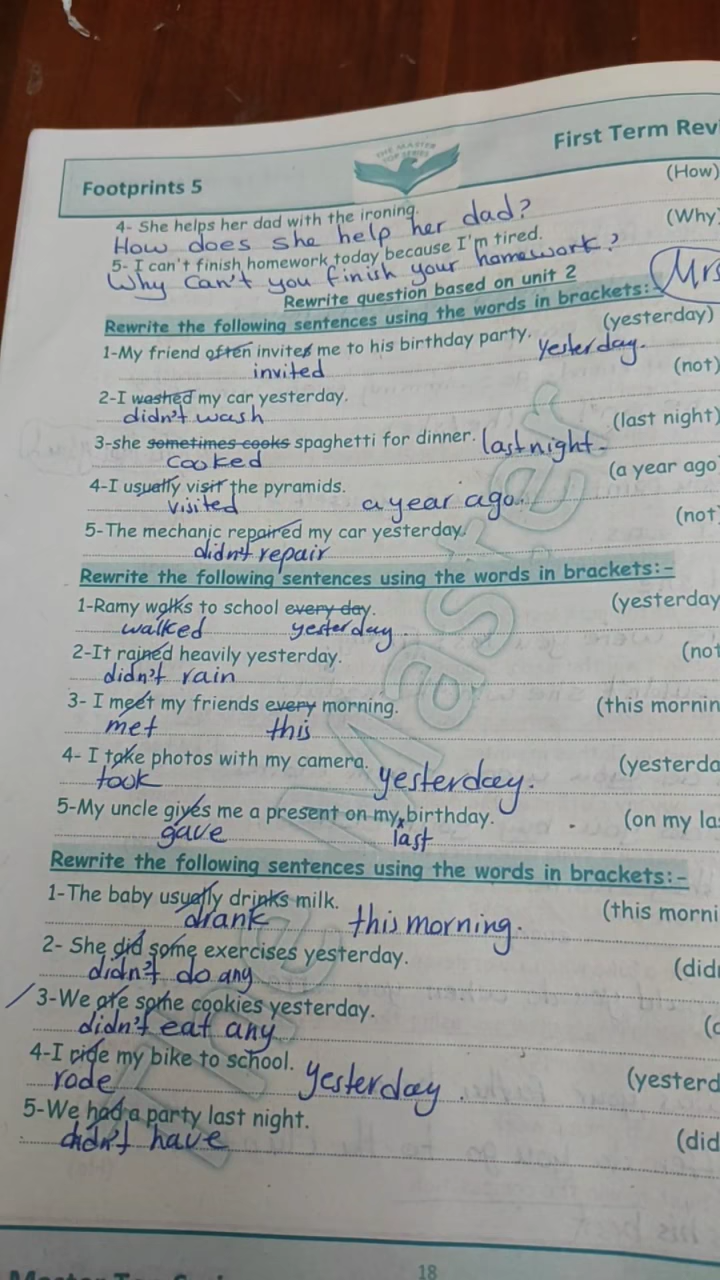 THE MASTER
TOP SERIES
First Term Rev
Footprints 5
4- She helps her dad with the ironing. (How)
How does she help her dad?
5- I can't finish homework today because I'm tired. (Why)
Why can't you finish your homework?
Rewrite question based on unit 2
Mrs
Rewrite the following sentences using the words in brackets:-
1-My friend often invites me to his birthday party. (yesterday)
invited yesterday.
2-I washed my car yesterday. (not)
didn't wash
3-she sometimes cooks spaghetti for dinner. (last night)
cooked last night.
4-I usually visit the pyramids. (a year ago
visited a year ago.
5-The mechanic repaired my car yesterday. (not
didn't repair
Rewrite the following sentences using the words in brackets:-
1-Ramy walks to school every day. (yesterday
walked yesterday.
2-It rained heavily yesterday. (not
didn't rain
3- I meet my friends every morning. (this mornin
met this
4- I take photos with my camera. (yesterda
took yesterday.
5-My uncle gives me a present on my birthday. (on my la
gave last
Rewrite the following sentences using the words in brackets:-
1-The baby usually drinks milk. (this morni
drank this morning.
2- She did some exercises yesterday. (did
didn't do any
3-We ate some cookies yesterday.
didn't eat any
4-I ride my bike to school. (yesterd
rode yesterday.
5-We had a party last night. (did
didn't have
The Master
18